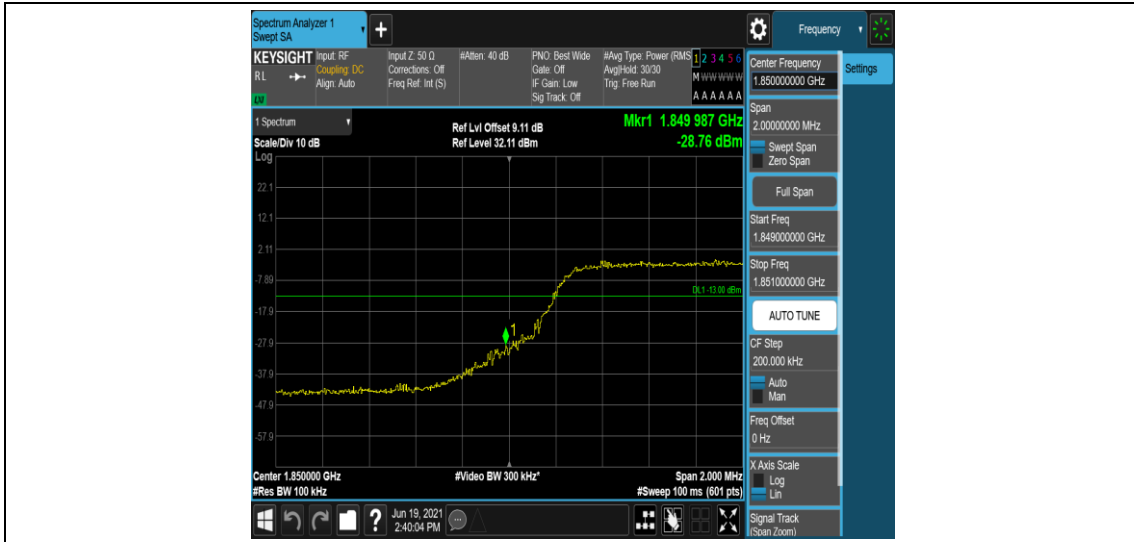 Spectrum Analyzer 1
Swept SA
+
Frequency
KEYSIGHT
RL
Input: RF
Coupling: DC
Align: Auto
Input Z: 50 Ω
Corrections: Off
Freq Ref: Int (S)
#Atten: 40 dB
PNO: Best Wide
Gate: Off
IF Gain: Low
Sig Track: Off
#Avg Type: Power (RMS
Avg|Hold: 30/30
Trig: Free Run
1 2 3 4 5 6
M W W W W W
A A A A A A
1 Spectrum
Scale/Div 10 dB
Log
Ref Lvl Offset 9.11 dB
Ref Level 32.11 dBm
Mkr1 1.849 987 GHz
-28.76 dBm
22.1
12.1
2.11
-7.89
-17.9
-27.9
-37.9
-47.9
-57.9
DL1 -13.00 dBm
1
Center 1.850000 GHz
#Res BW 100 kHz
#Video BW 300 kHz*
Span 2.000 MHz
#Sweep 100 ms (601 pts)
Center Frequency
1.850000000 GHz
Settings
Span
2.00000000 MHz
Swept Span
Zero Span
Full Span
Start Freq
1.849000000 GHz
Stop Freq
1.851000000 GHz
AUTO TUNE
CF Step
200.000 kHz
Auto
Man
Freq Offset
0 Hz
X Axis Scale
Log
Lin
Signal Track
(Span Zoom)
?
Jun 19, 2021
2:40:04 PM